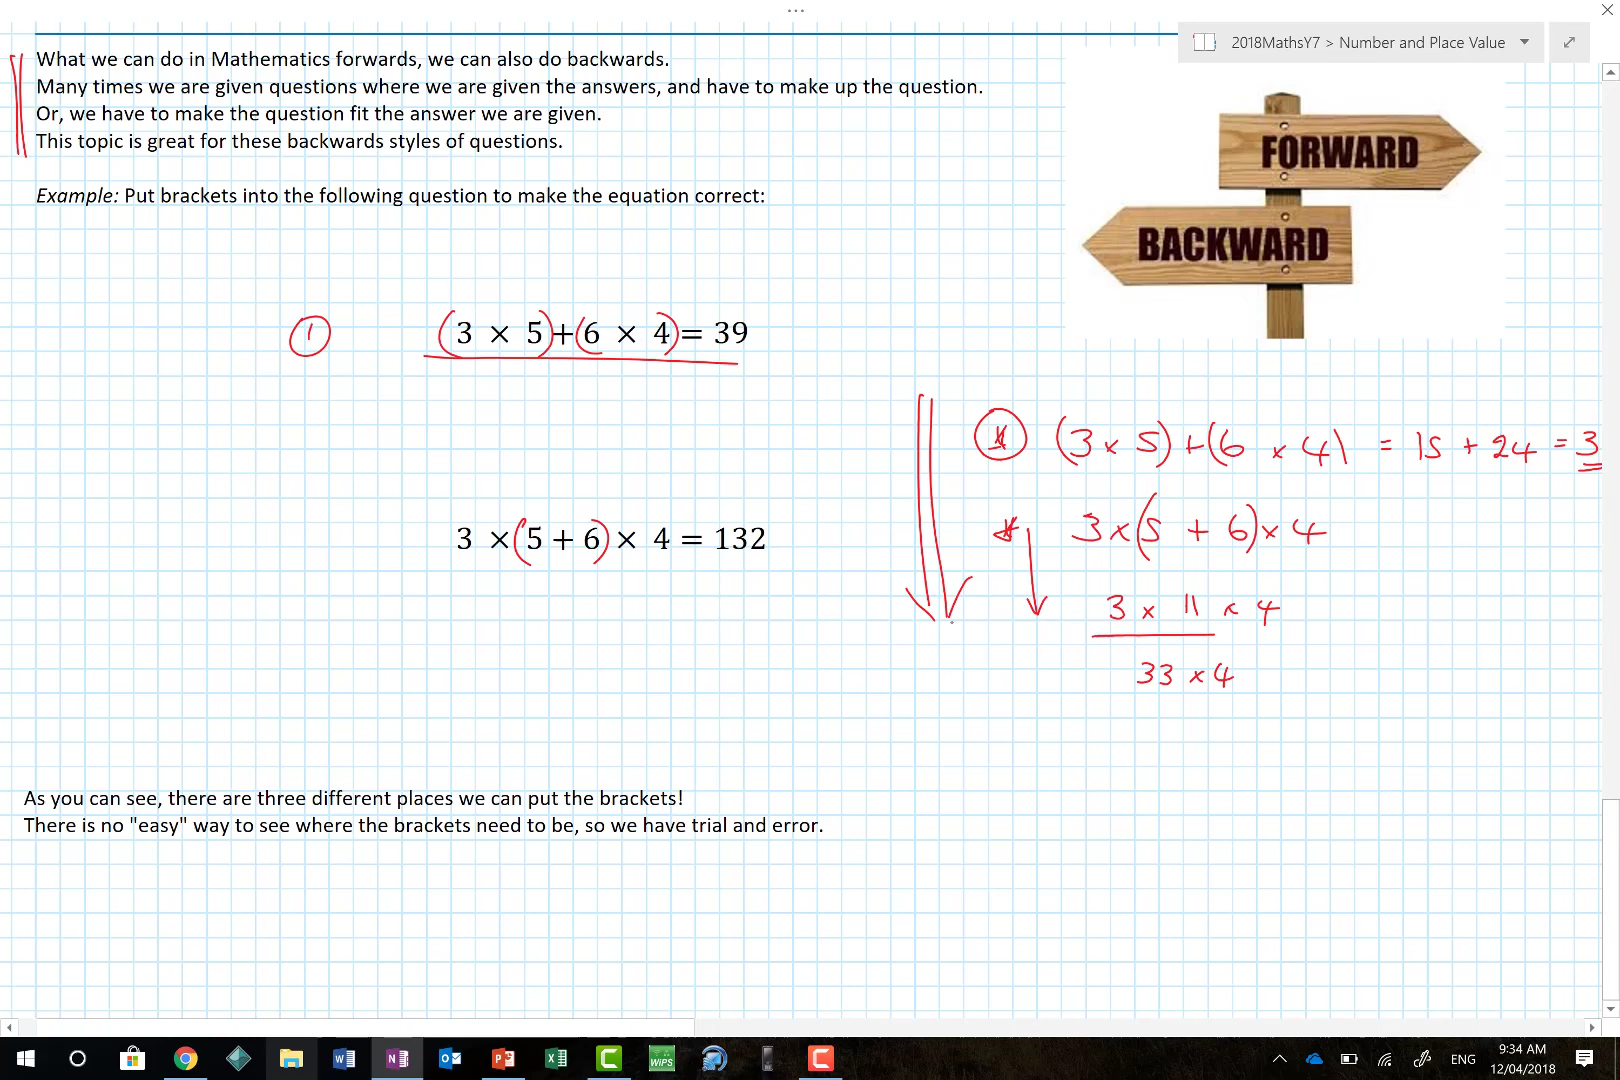 2018MathsY7 > Number and Place Value
What we can do in Mathematics forwards, we can also do backwards.
Many times we are given questions where we are given the answers, and have to make up the question.
Or, we have to make the question fit the answer we are given.
This topic is great for these backwards styles of questions.
FORWARD
BACKWARD
Example: Put brackets into the following question to make the equation correct:
① (3 × 5)+(6 × 4)= 39
(3 × 5) + (6 × 4) = 15 + 24 = 3
3 ×(5 + 6)× 4 = 132
3 × (5 + 6) × 4
3 × 11 × 4
33 × 4
As you can see, there are three different places we can put the brackets!
There is no "easy" way to see where the brackets need to be, so we have trial and error.
WiPS
ENG
9:34 AM
12/04/2018